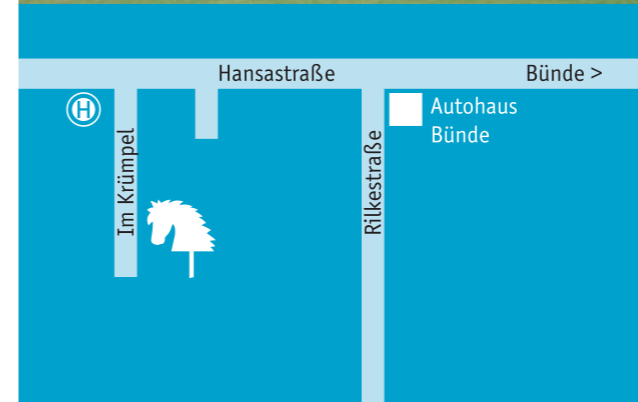 Hansastraße
Bünde >
H
Autohaus
Bünde
Im Krümpel
Rilkestraße